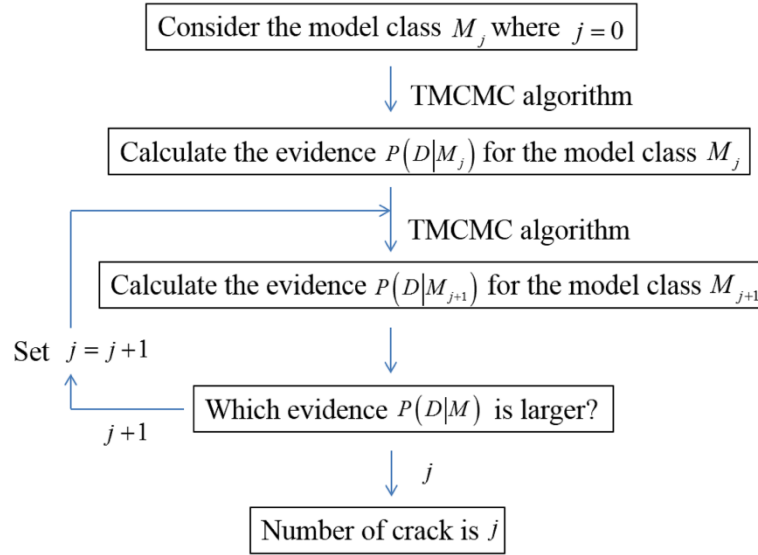 Consider the model class M_j where j = 0
TMCMC algorithm
Calculate the evidence P(D|M_j) for the model class M_j
TMCMC algorithm
Calculate the evidence P(D|M_{j+1}) for the model class M_{j+1}
Set j = j+1
Which evidence P(D|M) is larger?
j+1
j
Number of crack is j